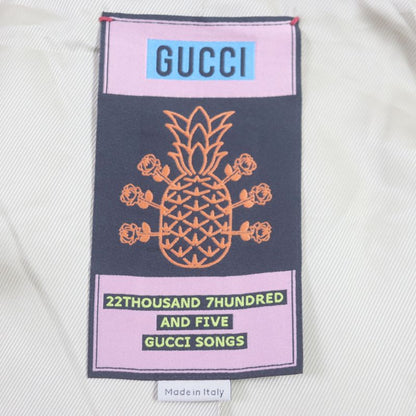 GUCCI
22THOUSAND 7HUNDRED
AND FIVE
GUCCI SONGS
Made in Italy